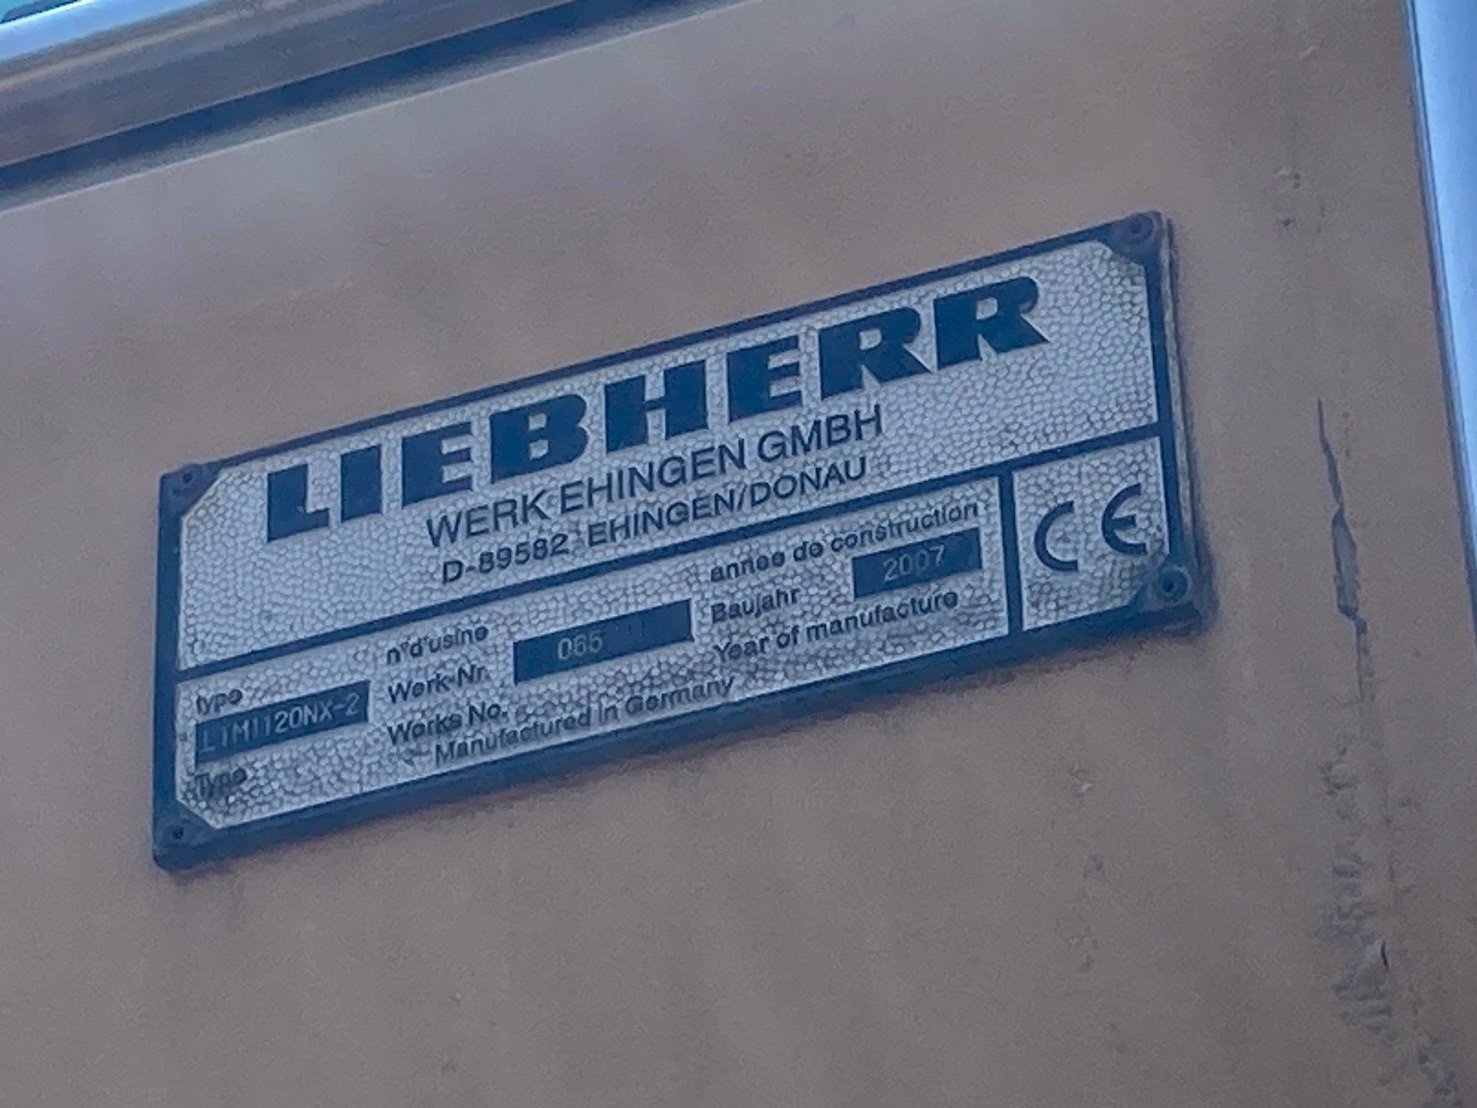 LIEBHERR
WERK EHINGEN GMBH
D-89582 EHINGEN/DONAU
type
LTM1120NX-2
Type
n°d'usine
Werk-Nr.
Works No.
annee de construction
Baujahr
2007
Year of manufacture
Manufactured in Germany
CE